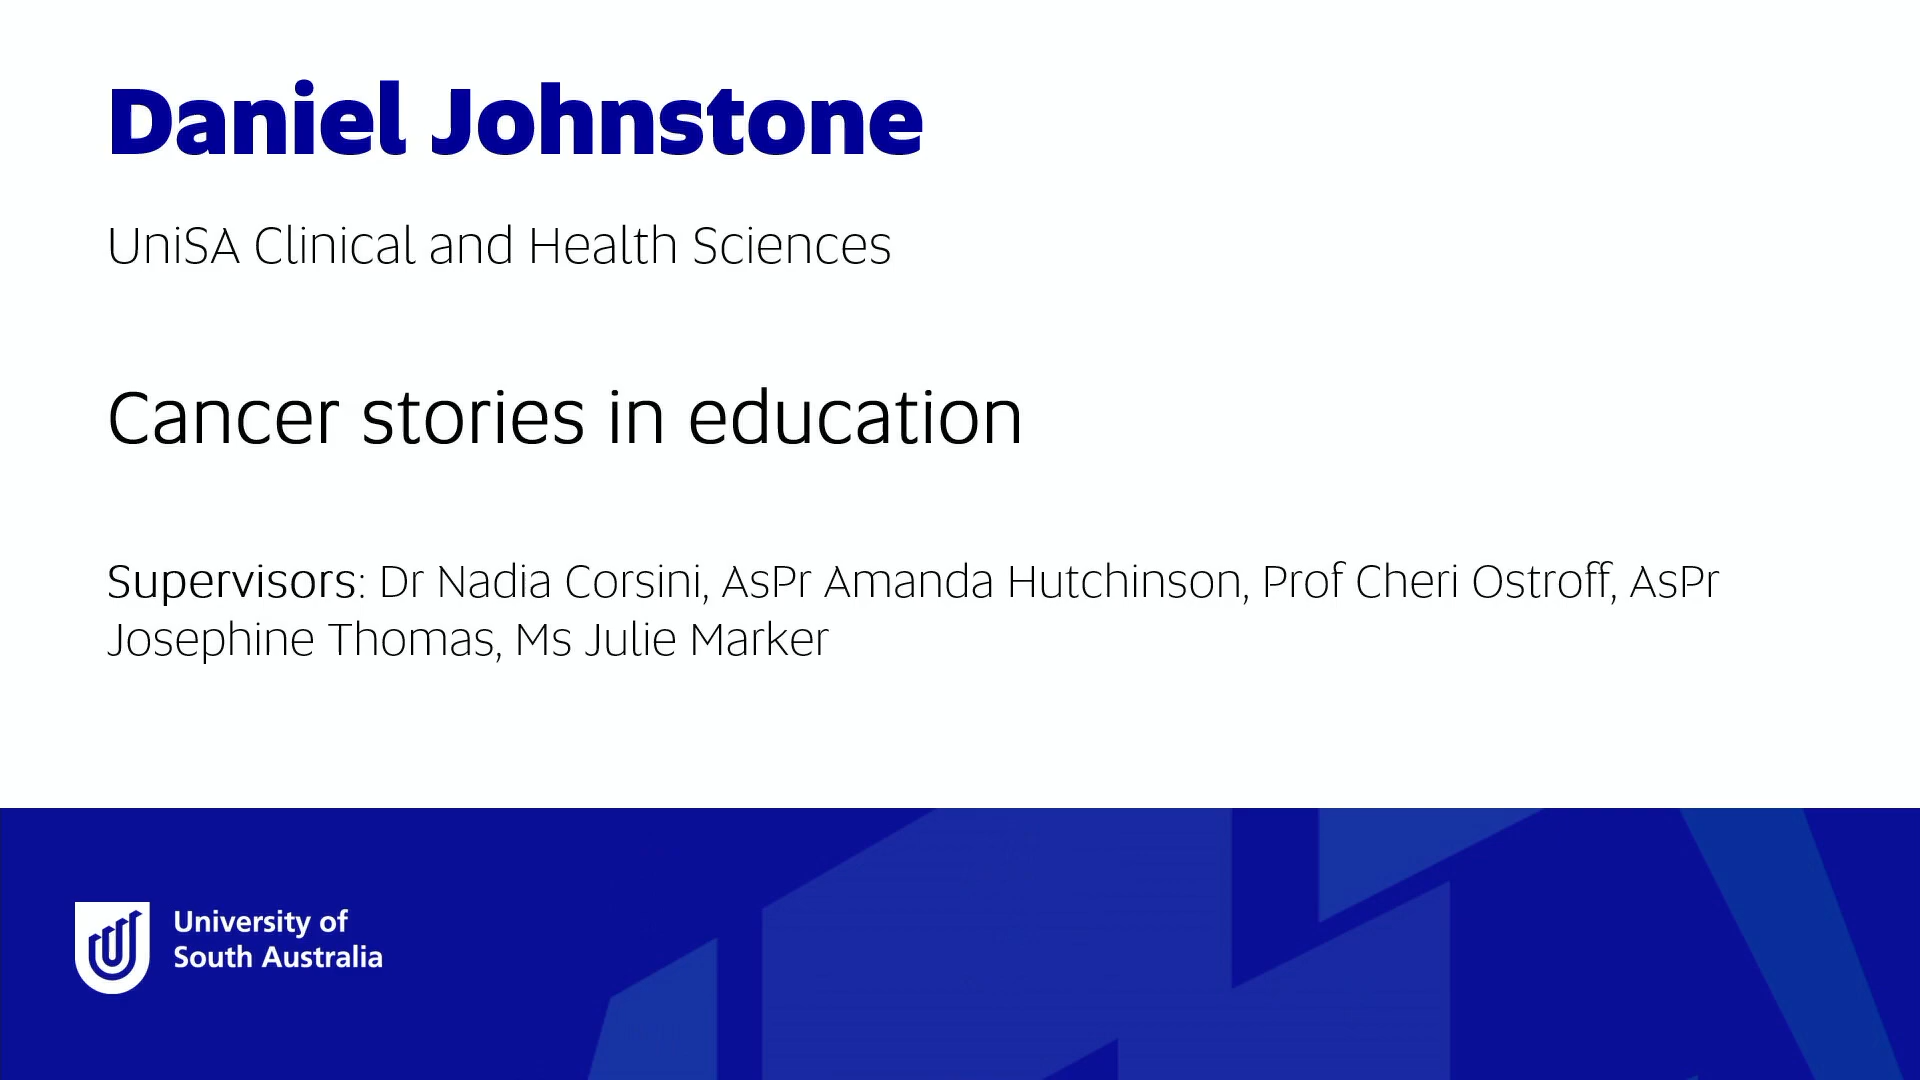 Daniel Johnstone
UniSA Clinical and Health Sciences
Cancer stories in education
Supervisors: Dr Nadia Corsini, AsPr Amanda Hutchinson, Prof Cheri Ostroff, AsPr
Josephine Thomas, Ms Julie Marker
University of
South Australia